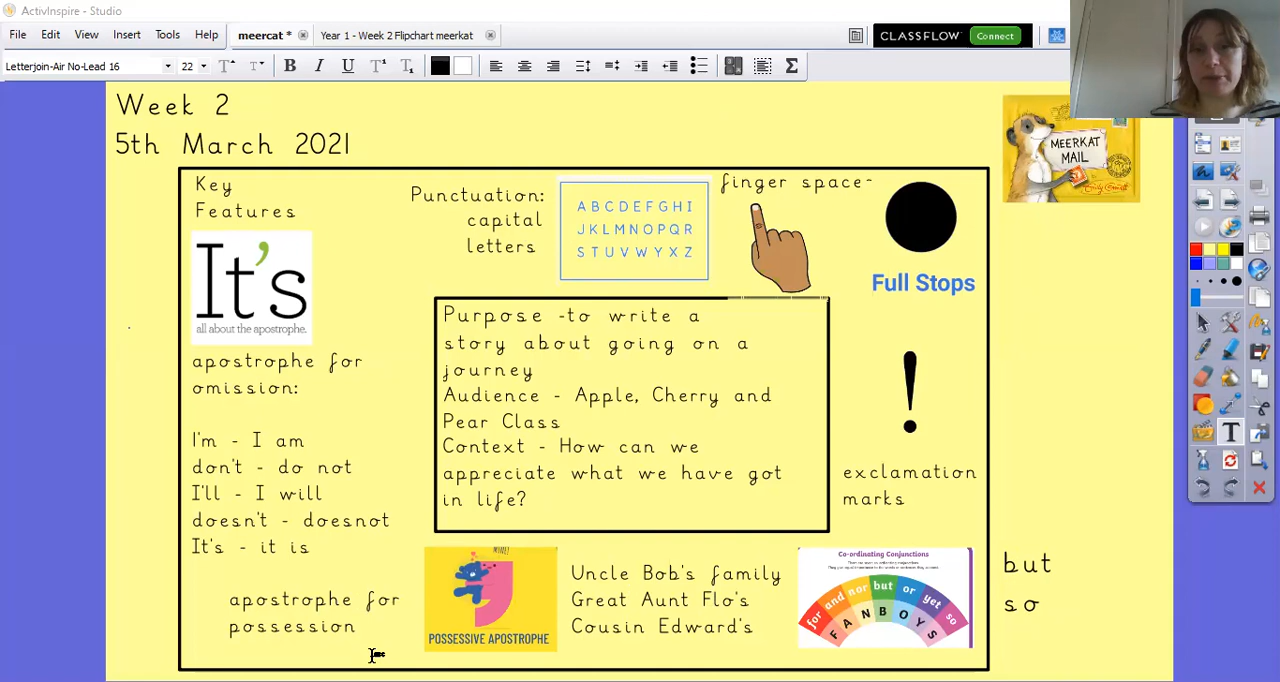 ActivInspire - Studio
File Edit View Insert Tools Help
meercat *
Year 1 - Week 2 Flipchart meerkat
CLASSFLOW Connect
Letterjoin-Air No-Lead 16
22
B I U
Week 2
5th March 2021
MEERKAT
MAIL
Key
Features
It's
all about the apostrophe.
Punctuation:
capital
letters
A B C D E F G H I
J K L M N O P Q R
S T U V W X Y Z
finger space-
Full Stops
apostrophe for
omission:
I'm - I am
don't - do not
I'll - I will
doesn't - doesnot
It's - it is
Purpose -to write a
story about going on a
journey
Audience - Apple, Cherry and
Pear Class
Context - How can we
appreciate what we have got
in life?
!
exclamation
marks
apostrophe for
possession
POSSESSIVE APOSTROPHE
Uncle Bob's family
Great Aunt Flo's
Cousin Edward's
Co-ordinating Conjunctions
for and nor but or yet so
F A N B O Y S
but
so